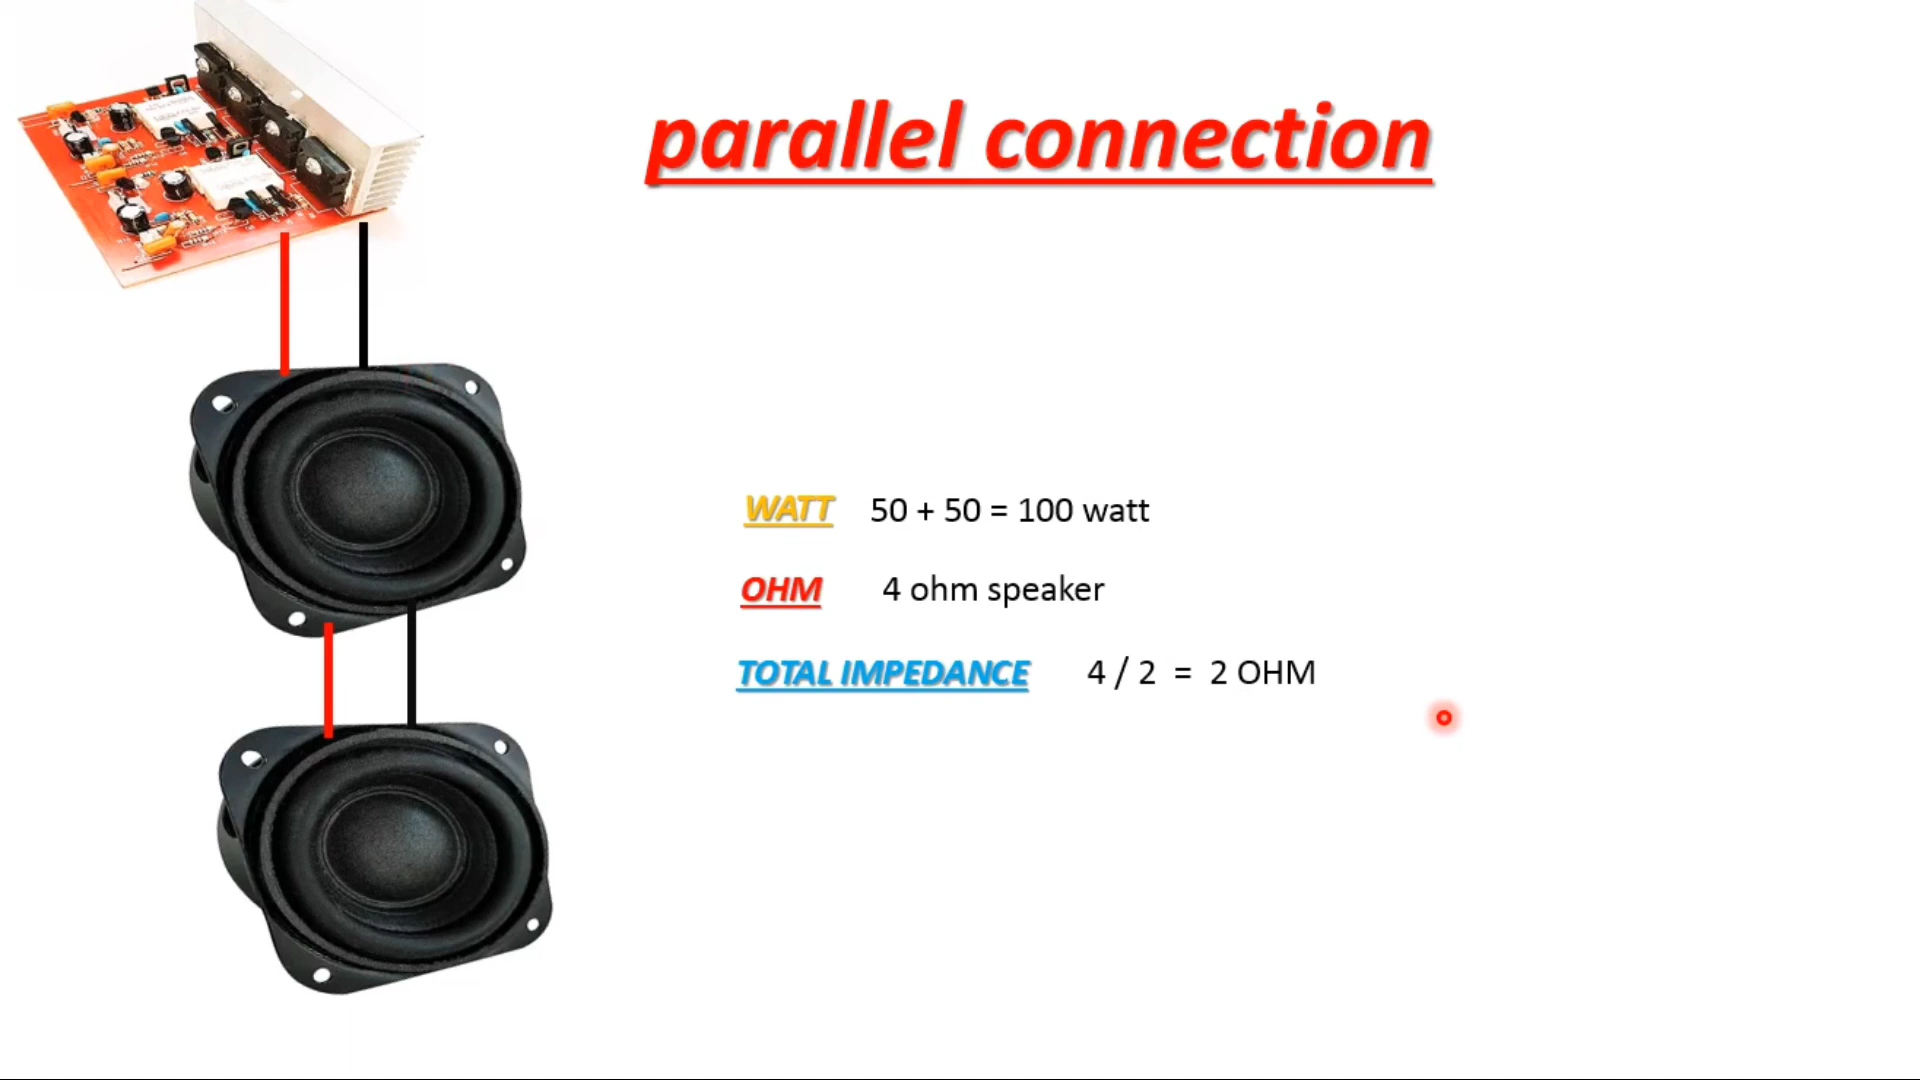 parallel connection
WATT 50 + 50 = 100 watt
OHM 4 ohm speaker
TOTAL IMPEDANCE 4 / 2 = 2 OHM